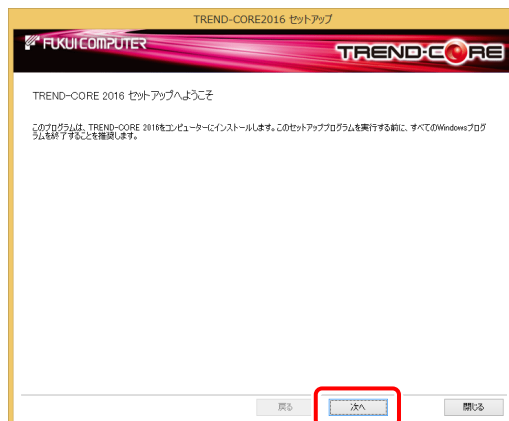 TREND-CORE2016 セットアップ
FUKUI COMPUTER
TREND-CORE
TREND-CORE 2016 セットアップへようこそ
このプログラムは、TREND-CORE 2016をコンピューターにインストールします。このセットアッププログラムを実行する前に、すべてのWindowsプログ
ラムを終了することを推奨します。
戻る
次へ
閉じる